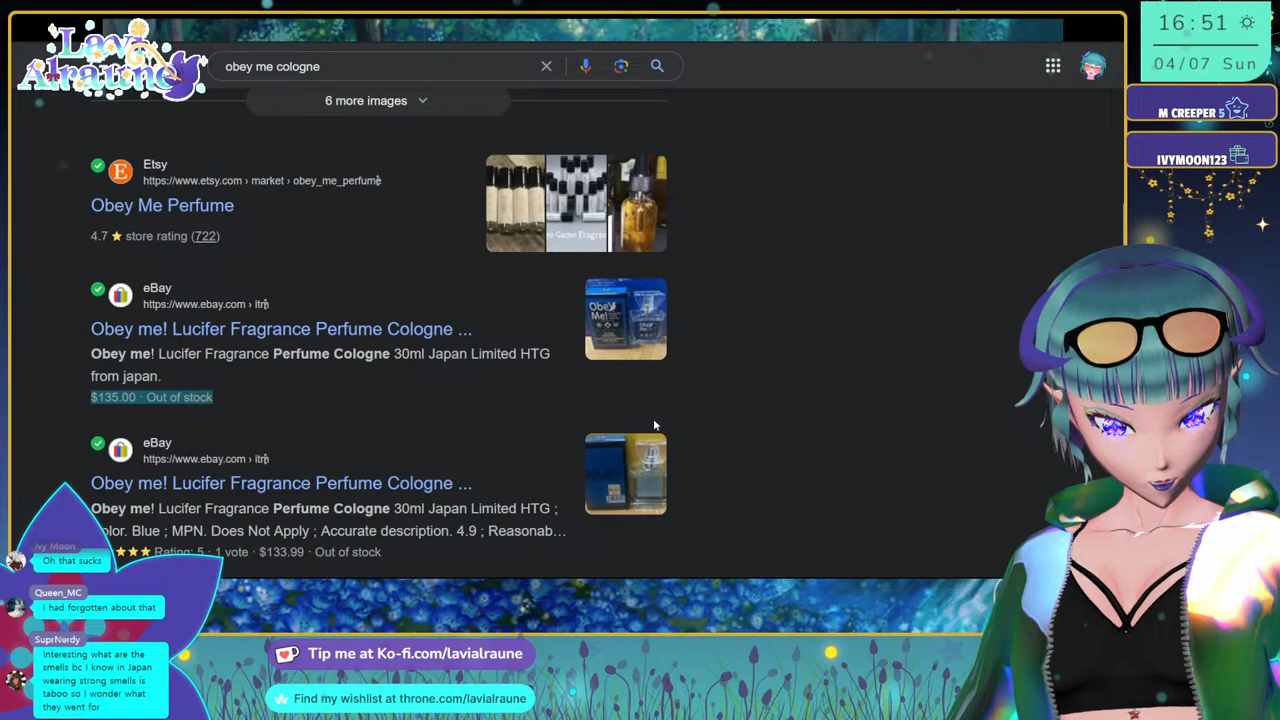 Lavi
Alraune
obey me cologne
16:51
04/07 Sun
6 more images
M CREEPER 5
IVYMOON123
Etsy
https://www.etsy.com › market › obey_me_perfume
Obey Me Perfume
4.7 ★ store rating (722)
eBay
https://www.ebay.com › itm
Obey me! Lucifer Fragrance Perfume Cologne ...
Obey me! Lucifer Fragrance Perfume Cologne 30ml Japan Limited HTG
from japan.
$135.00 · Out of stock
Obey
Me!
eBay
https://www.ebay.com › itm
Obey me! Lucifer Fragrance Perfume Cologne ...
Obey me! Lucifer Fragrance Perfume Cologne 30ml Japan Limited HTG ;
olor. Blue ; MPN. Does Not Apply ; Accurate description. 4.9 ; Reasonab...
★★★ Rating: 5 · 1 vote · $133.99 · Out of stock
Ivy Moon
Oh that sucks
Queen_MC
I had forgotten about that
SuprNerdy
Interesting what are the
smells bc I know in Japan
wearing strong smells is
taboo so I wonder what
they went for
Tip me at Ko-fi.com/lavialraune
Find my wishlist at throne.com/lavialraune